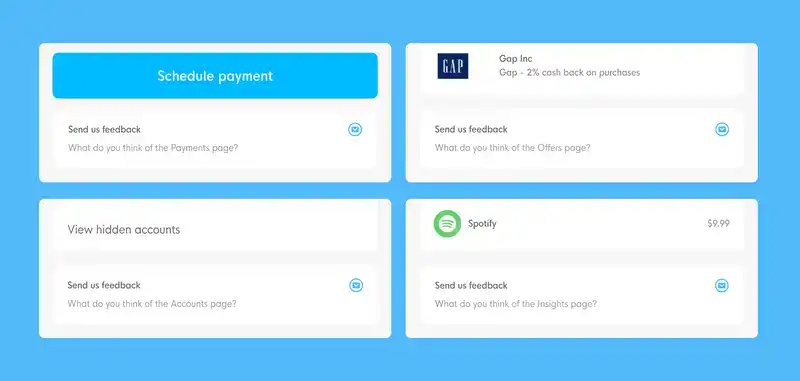 Schedule payment
Send us feedback
What do you think of the Payments page?
GAP
Gap Inc
Gap - 2% cash back on purchases
Send us feedback
What do you think of the Offers page?
View hidden accounts
Send us feedback
What do you think of the Accounts page?
Spotify
$9.99
Send us feedback
What do you think of the Insights page?